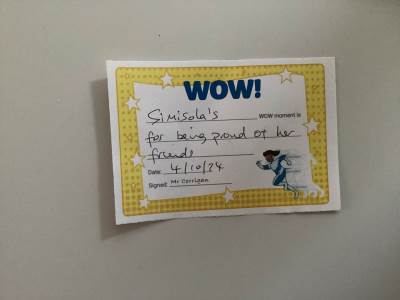 WOW!
Simisola's WOW moment is
for being proud of her
friends
Date: 4/10/24
Signed: Mr Corrigan